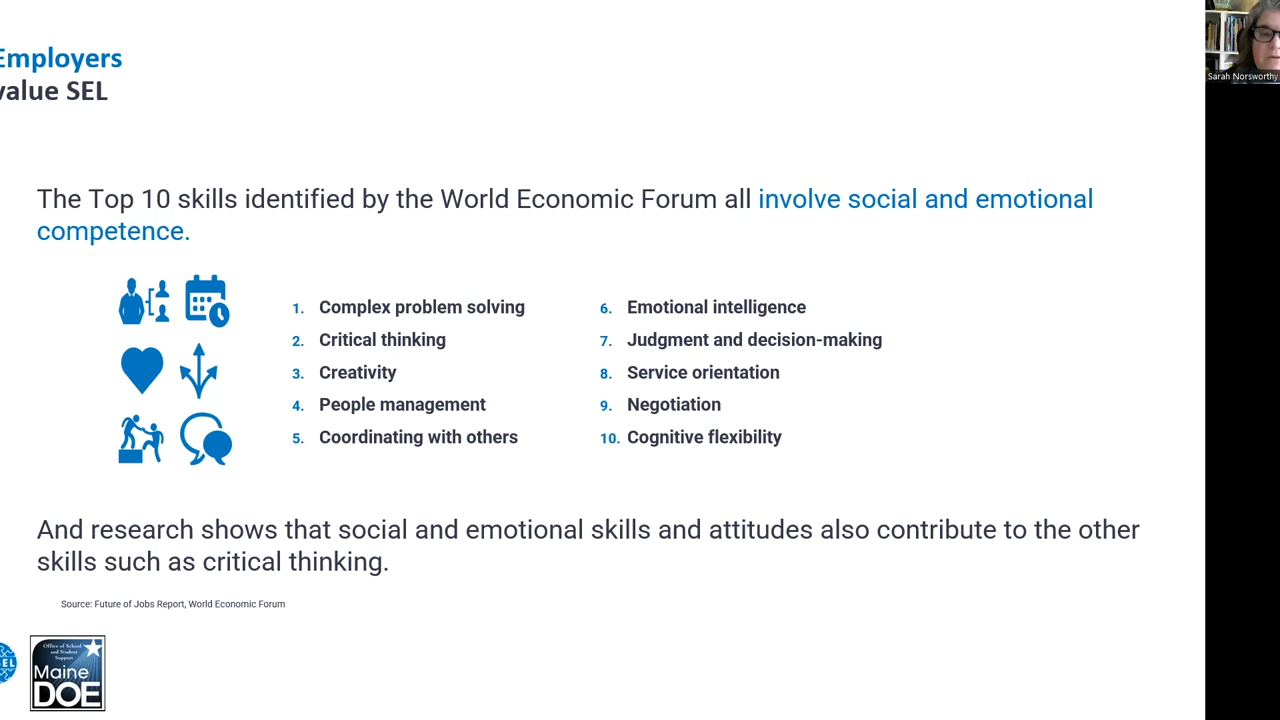 Employers
value SEL
Sarah Norsworthy
The Top 10 skills identified by the World Economic Forum all involve social and emotional
competence.
1. Complex problem solving
2. Critical thinking
3. Creativity
4. People management
5. Coordinating with others
6. Emotional intelligence
7. Judgment and decision-making
8. Service orientation
9. Negotiation
10. Cognitive flexibility
And research shows that social and emotional skills and attitudes also contribute to the other
skills such as critical thinking.
Source: Future of Jobs Report, World Economic Forum
SEL
Office of School
and Student
Support
Maine
DOE